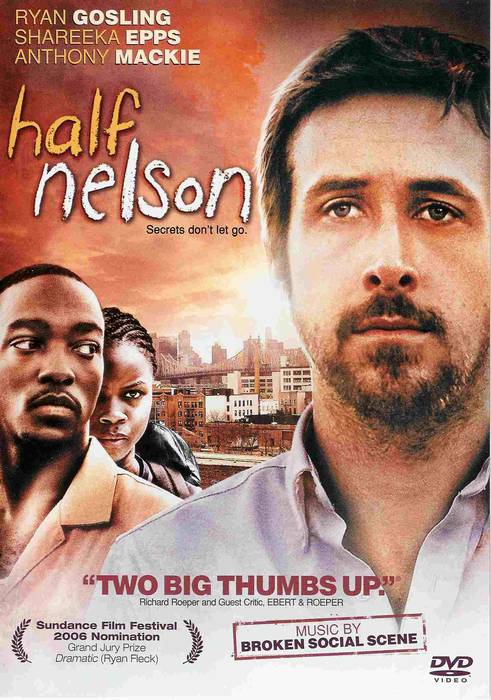 RYAN GOSLING
SHAREEKA EPPS
ANTHONY MACKIE
half
nelson
Secrets don't let go.
"TWO BIG THUMBS UP."®
Richard Roeper and Guest Critic, EBERT & ROEPER
Sundance Film Festival
2006 Nomination
Grand Jury Prize
Dramatic (Ryan Fleck)
MUSIC BY
BROKEN SOCIAL SCENE
DVD
VIDEO